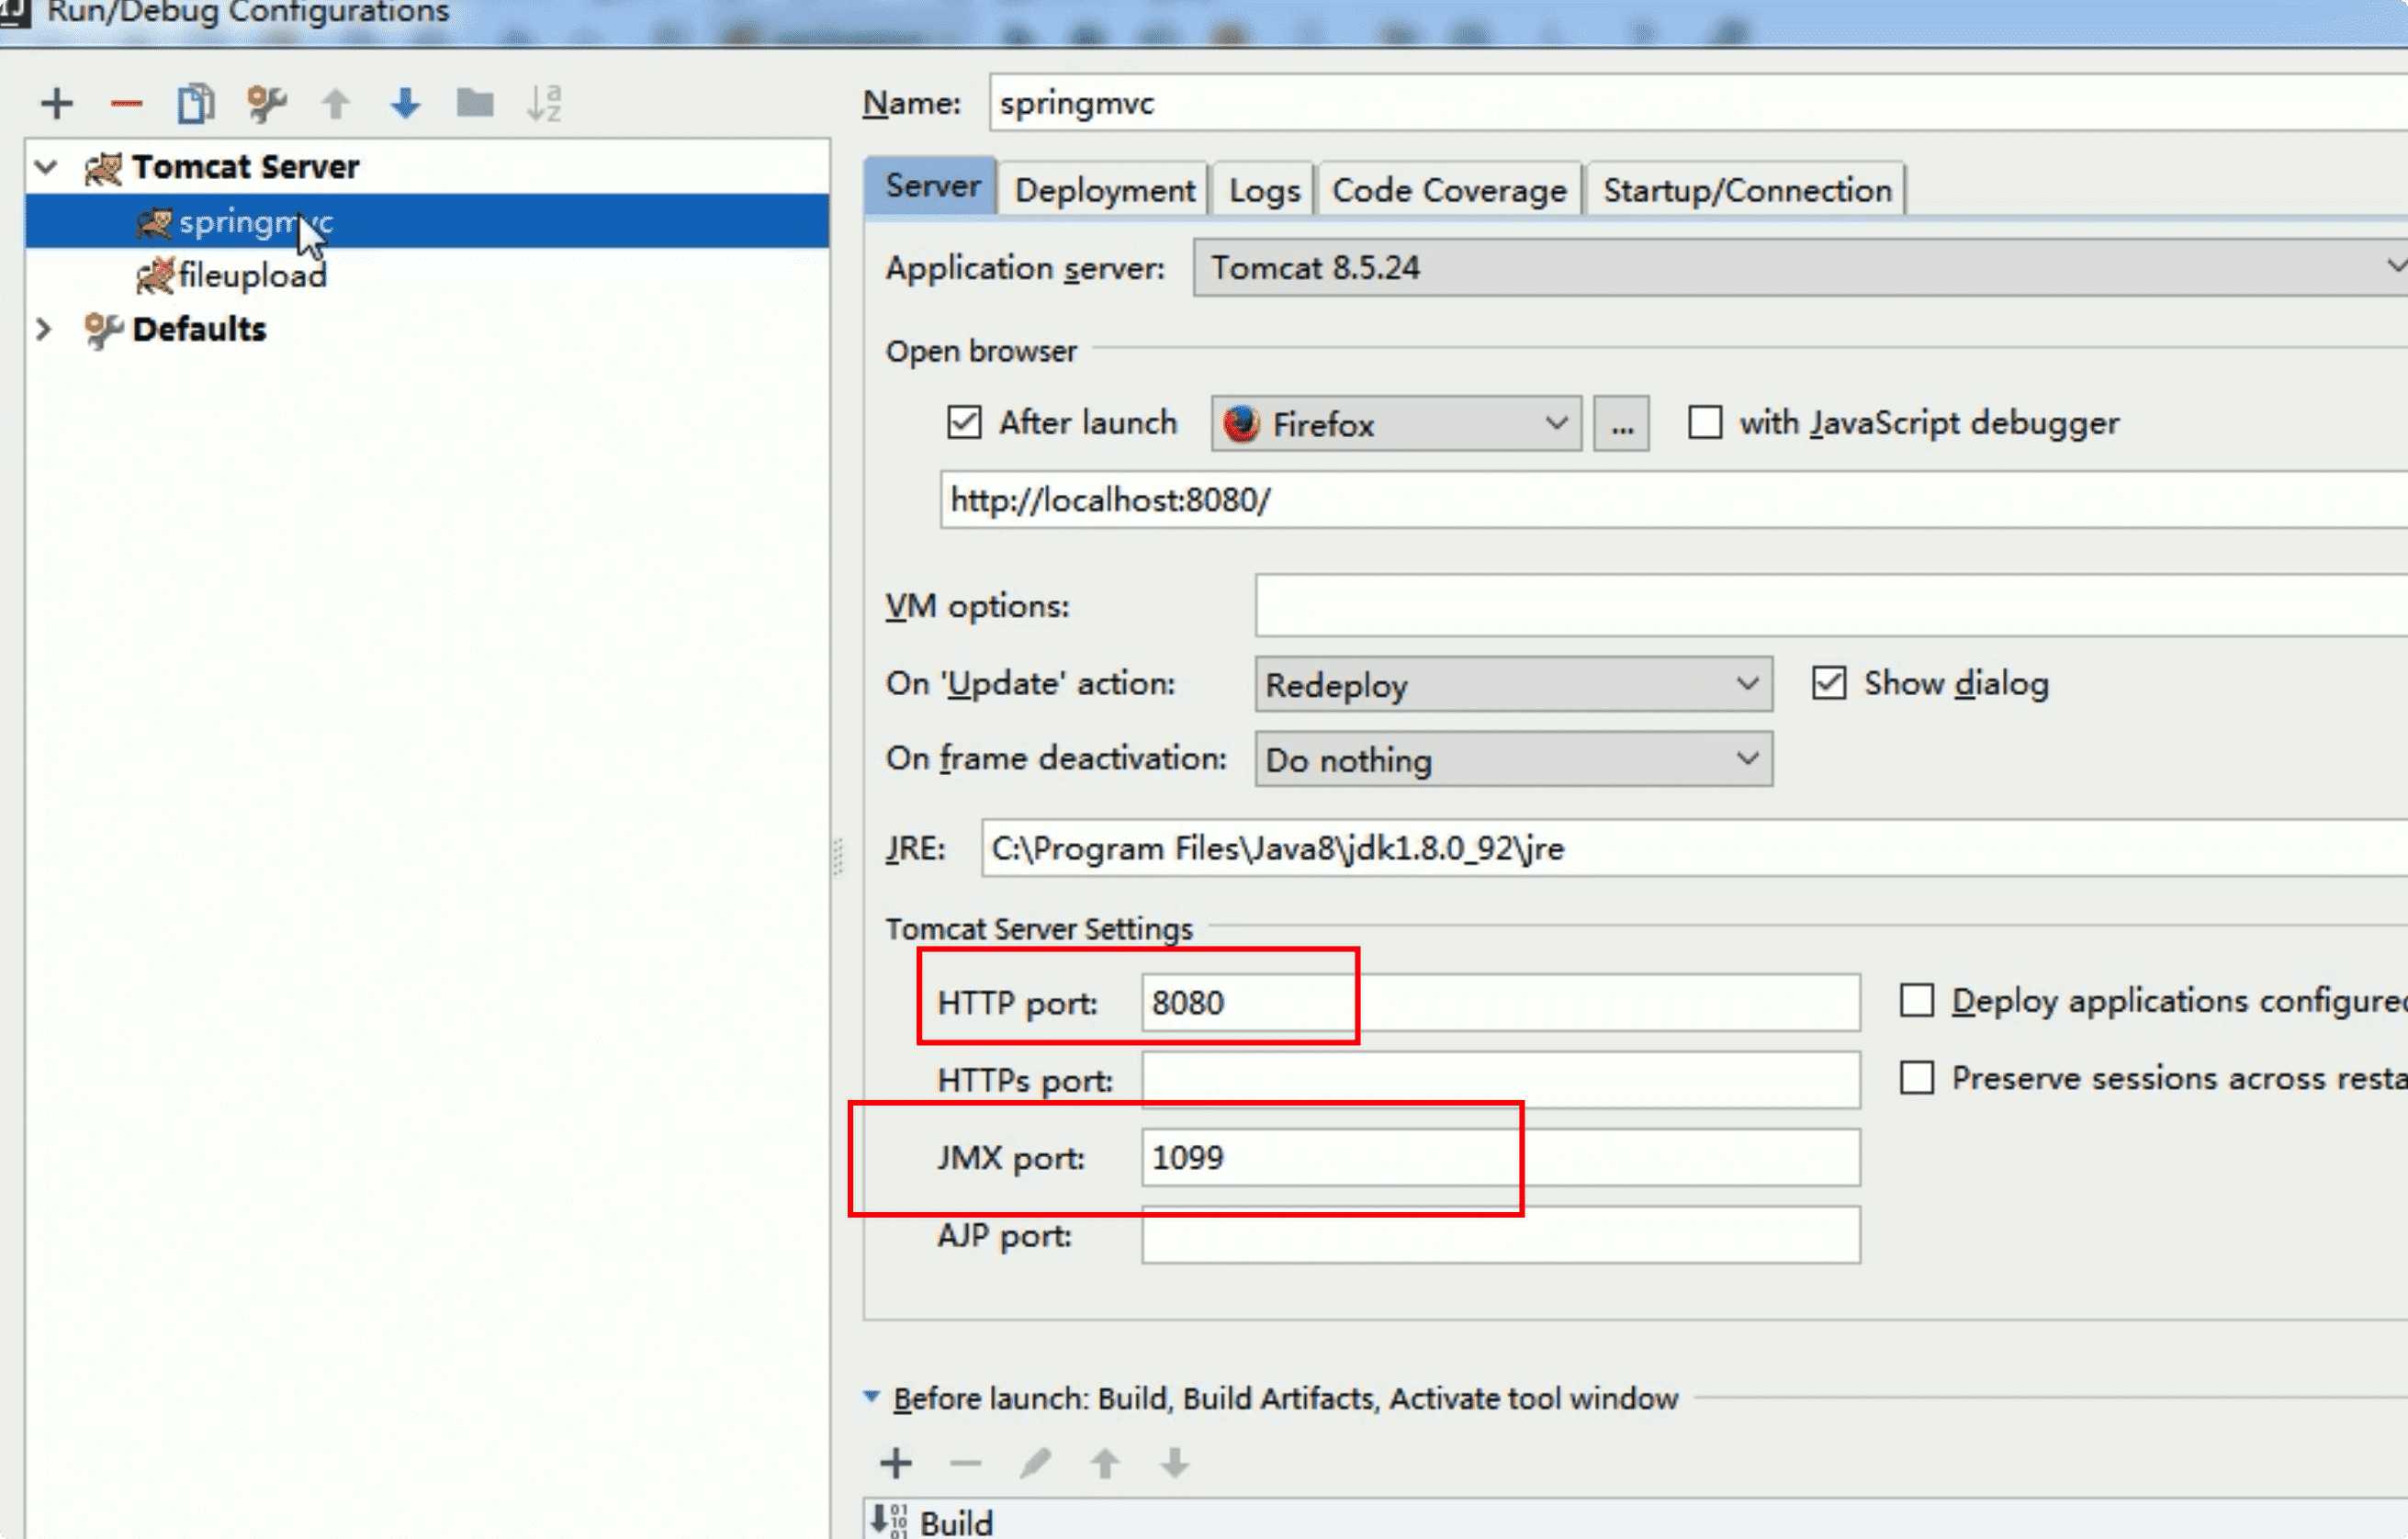 Run/Debug Configurations
Name: springmvc
Tomcat Server
springmvc
fileupload
Defaults
Server Deployment Logs Code Coverage Startup/Connection
Application server: Tomcat 8.5.24
Open browser
After launch Firefox ... with JavaScript debugger
http://localhost:8080/
VM options:
On 'Update' action: Redeploy Show dialog
On frame deactivation: Do nothing
JRE: C:\Program Files\Java8\jdk1.8.0_92\jre
Tomcat Server Settings
HTTP port: 8080 Deploy applications configured
HTTPs port: Preserve sessions across resta
JMX port: 1099
AJP port:
Before launch: Build, Build Artifacts, Activate tool window
Build